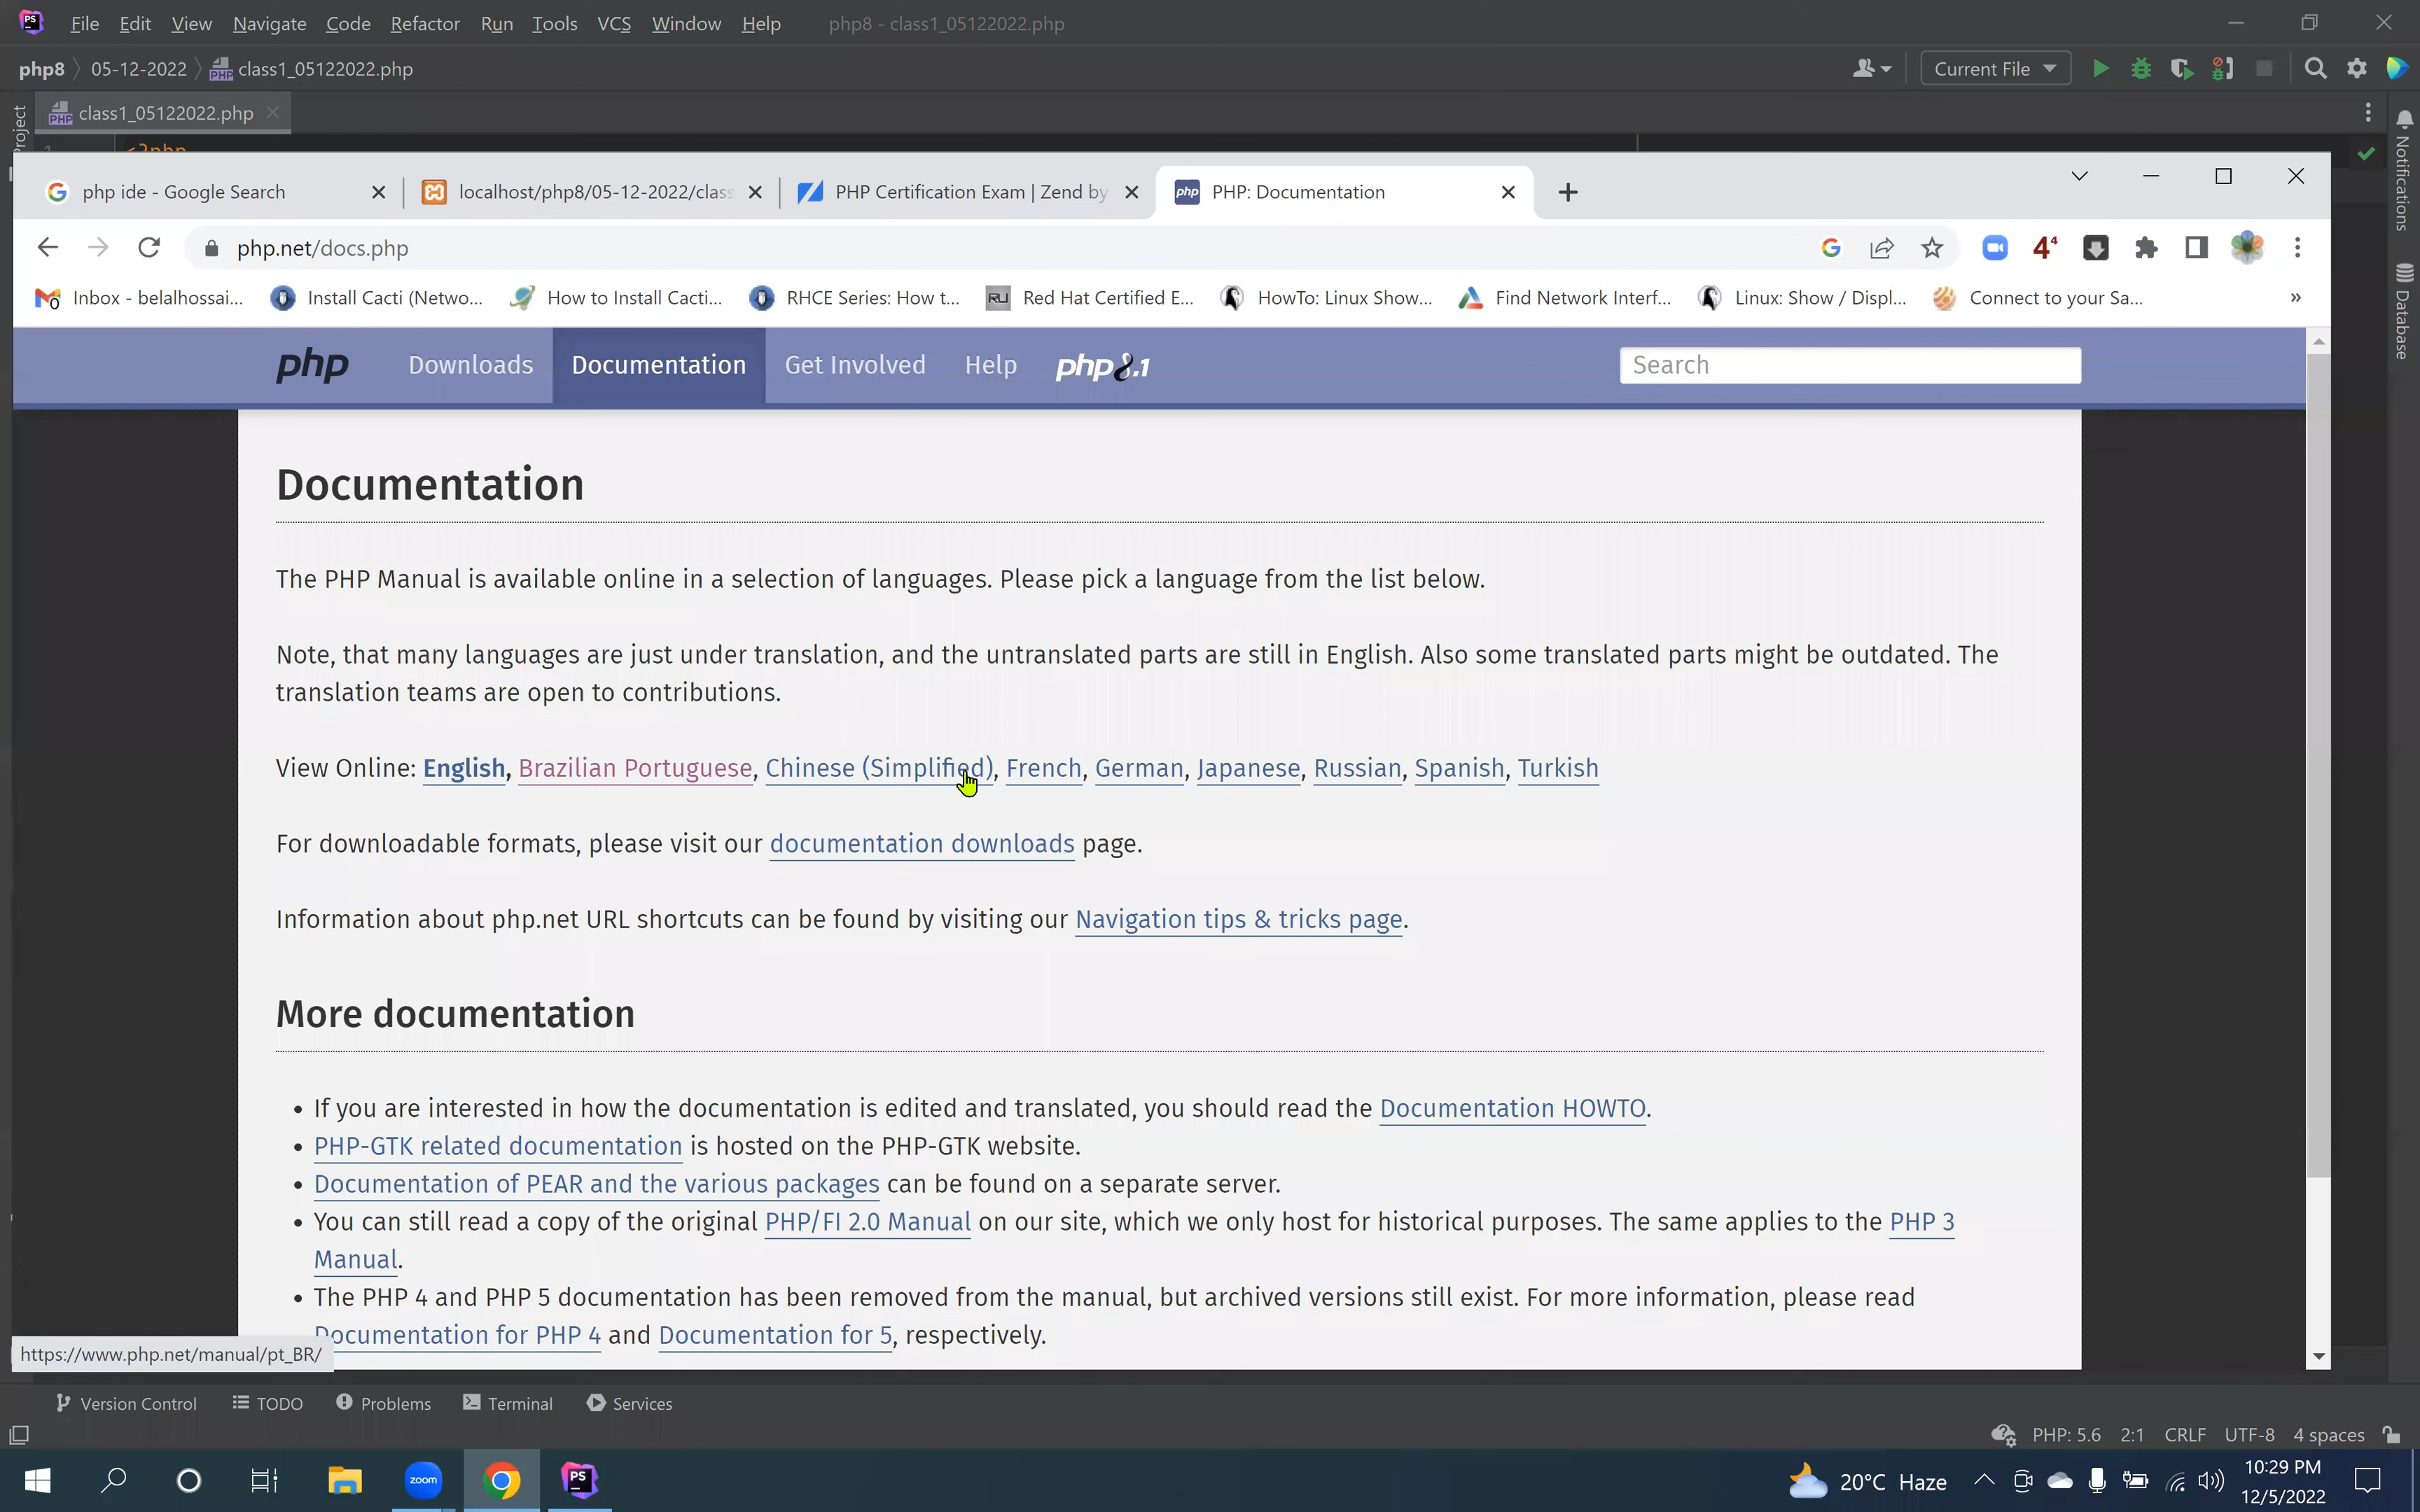 File Edit View Navigate Code Refactor Run Tools VCS Window Help php8 - class1_05122022.php
php8 05-12-2022 class1_05122022.php Current File
class1_05122022.php
Project
Notifications
Database
1 <?php
php ide - Google Search localhost/php8/05-12-2022/class PHP Certification Exam | Zend by PHP: Documentation
php.net/docs.php
Inbox - belalhossai... Install Cacti (Netwo... How to Install Cacti... RHCE Series: How t... Red Hat Certified E... HowTo: Linux Show... Find Network Interf... Linux: Show / Displ... Connect to your Sa... »
php Downloads Documentation Get Involved Help php8.1 Search
Documentation
The PHP Manual is available online in a selection of languages. Please pick a language from the list below.
Note, that many languages are just under translation, and the untranslated parts are still in English. Also some translated parts might be outdated. The
translation teams are open to contributions.
View Online: English, Brazilian Portuguese, Chinese (Simplified), French, German, Japanese, Russian, Spanish, Turkish
For downloadable formats, please visit our documentation downloads page.
Information about php.net URL shortcuts can be found by visiting our Navigation tips & tricks page.
More documentation
• If you are interested in how the documentation is edited and translated, you should read the Documentation HOWTO.
• PHP-GTK related documentation is hosted on the PHP-GTK website.
• Documentation of PEAR and the various packages can be found on a separate server.
• You can still read a copy of the original PHP/FI 2.0 Manual on our site, which we only host for historical purposes. The same applies to the PHP 3
Manual.
• The PHP 4 and PHP 5 documentation has been removed from the manual, but archived versions still exist. For more information, please read
Documentation for PHP 4 and Documentation for 5, respectively.
https://www.php.net/manual/pt_BR/
Version Control TODO Problems Terminal Services
PHP: 5.6 2:1 CRLF UTF-8 4 spaces
zoom PS 20°C Haze 10:29 PM
12/5/2022